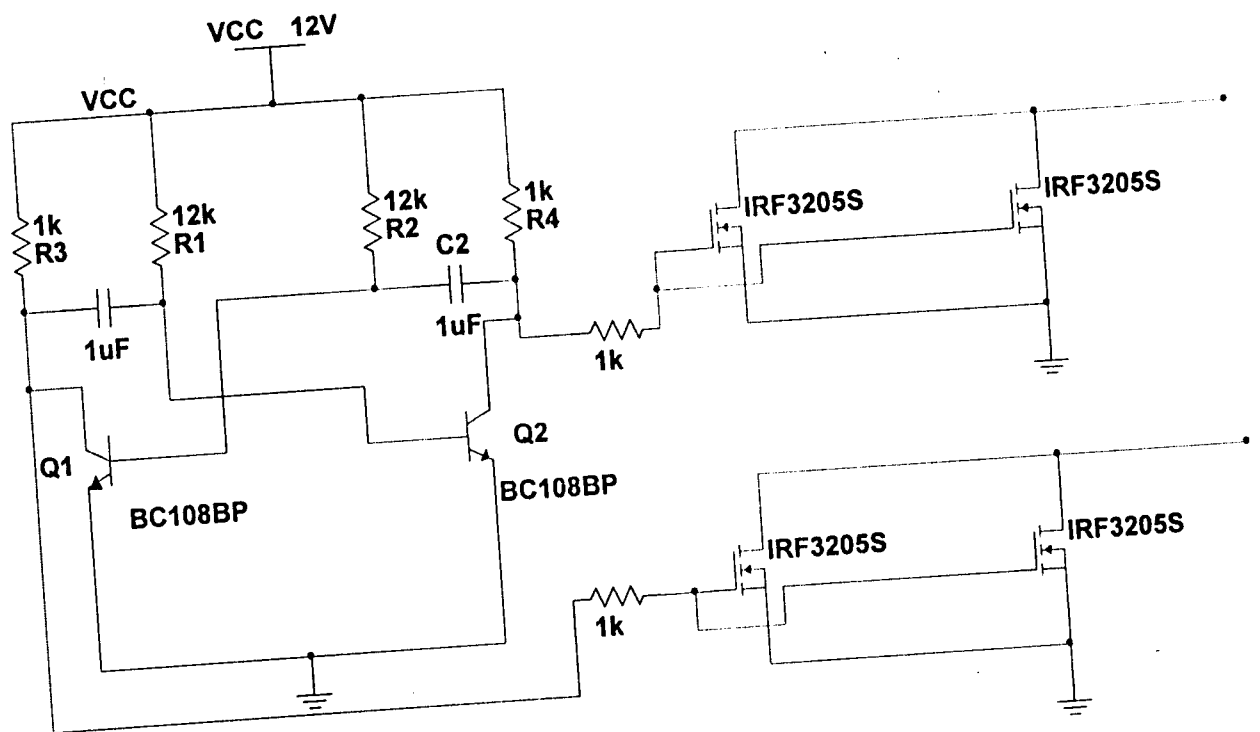 VCC 12V
VCC
1k
R3
12k
R1
12k
R2
1k
R4
C2
1uF
1uF
1k
IRF3205S
IRF3205S
Q1
BC108BP
Q2
BC108BP
1k
IRF3205S
IRF3205S